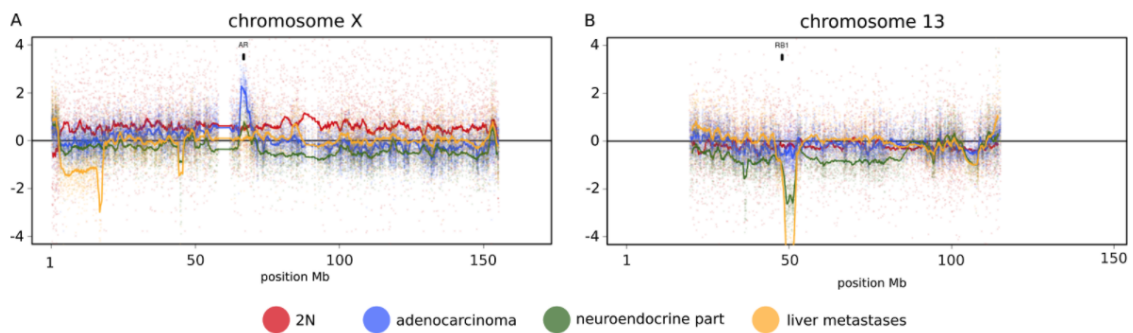 A
chromosome X
4
2
0
-2
-4
AR
1
50
100
150
position Mb
B
chromosome 13
4
2
0
-2
-4
RB1
1
50
100
150
position Mb
2N
adenocarcinoma
neuroendocrine part
liver metastases